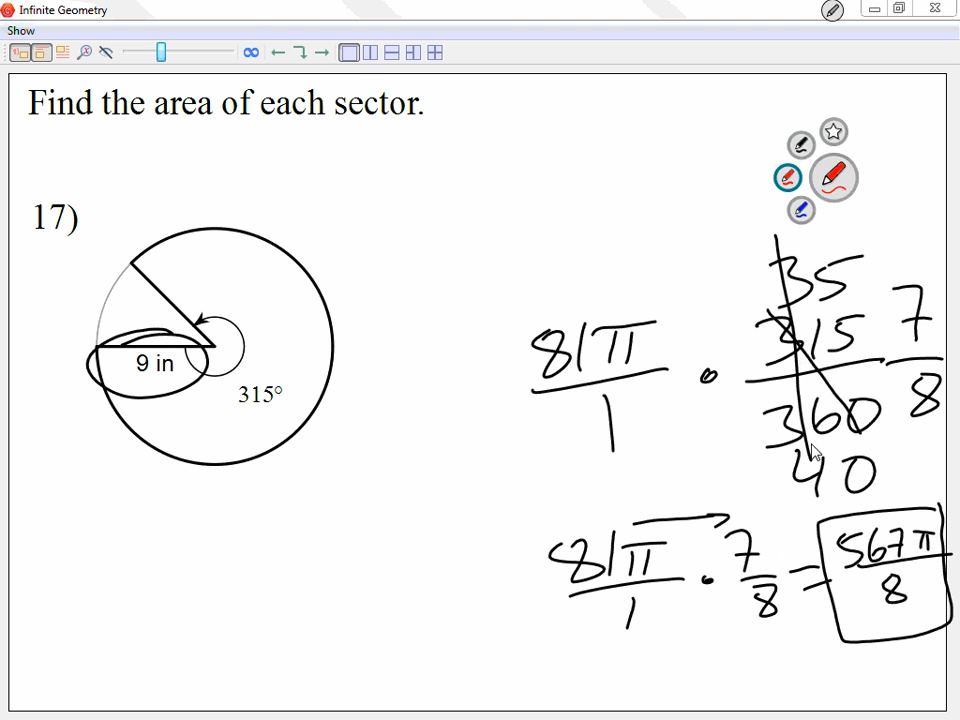 Infinite Geometry
Show
Find the area of each sector.
17)
9 in
315°
35
81π 315 7
— · — —
1 360 8
40
81π/1 · 7/8 = 567π/8